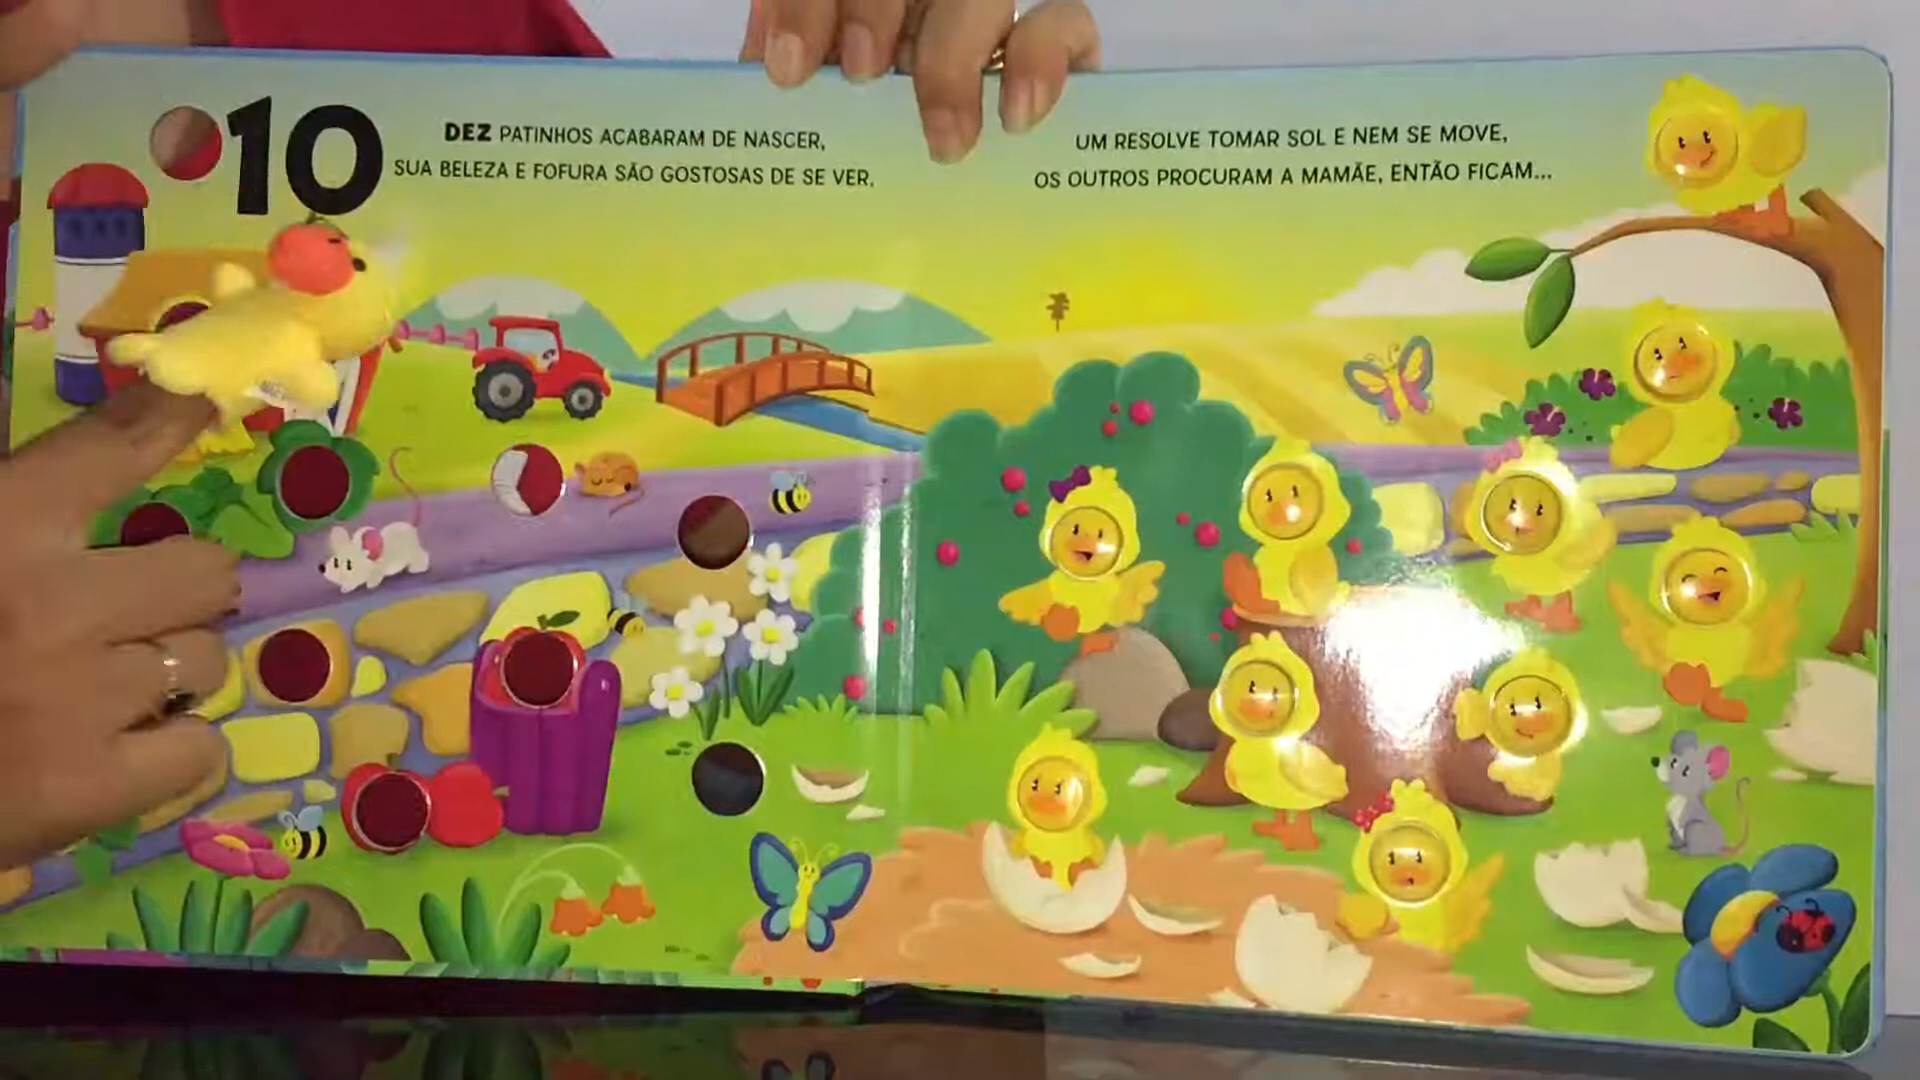 10
DEZ PATINHOS ACABARAM DE NASCER,
SUA BELEZA E FOFURA SÃO GOSTOSAS DE SE VER.
UM RESOLVE TOMAR SOL E NEM SE MOVE,
OS OUTROS PROCURAM A MAMÃE, ENTÃO FICAM...